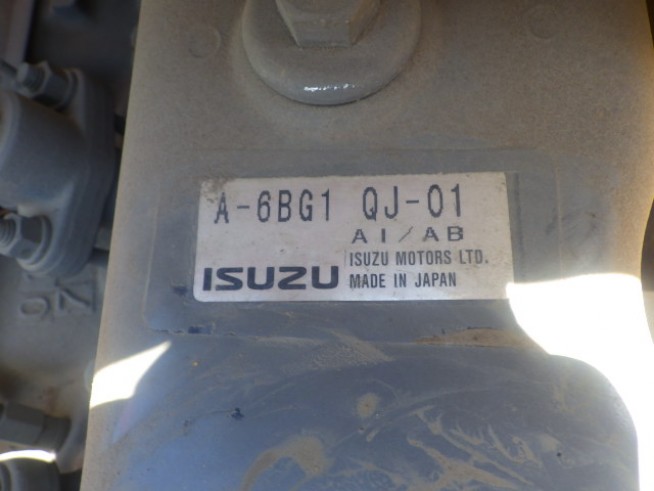 A-6BG1 QJ-01
AI/AB
ISUZU MOTORS LTD.
ISUZU MADE IN JAPAN